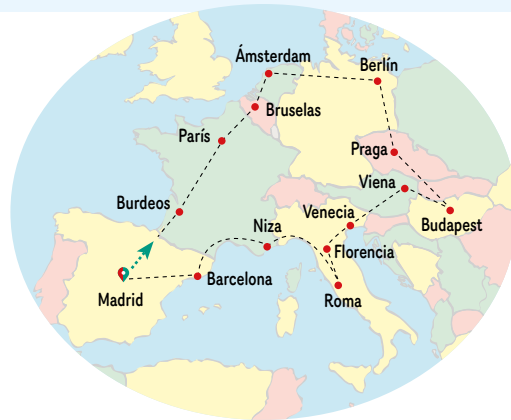 Ámsterdam
Berlín
Bruselas
París
Praga
Viena
Burdeos
Niza
Venecia
Budapest
Florencia
Barcelona
Madrid
Roma